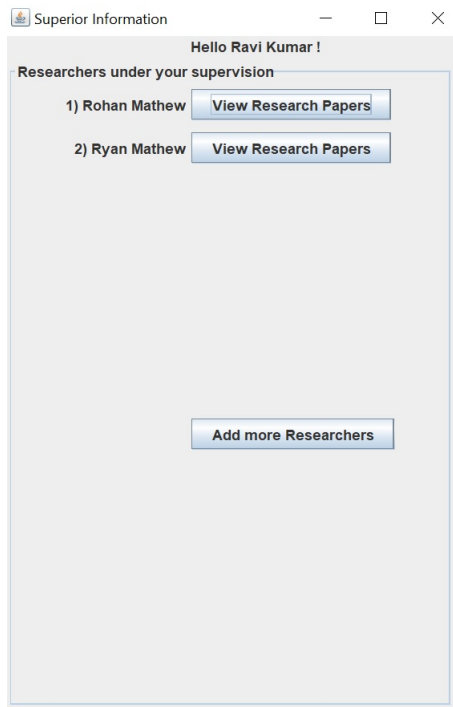 Superior Information
Hello Ravi Kumar !
Researchers under your supervision
1) Rohan Mathew View Research Papers
2) Ryan Mathew View Research Papers
Add more Researchers